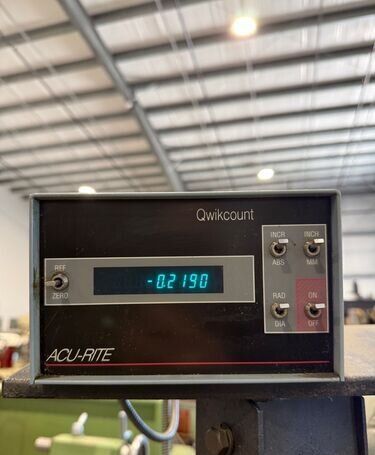 Qwikcount
INCR INCH
ABS MM
REF
-0.2190
ZERO
RAD ON
DIA OFF
ACU-RITE